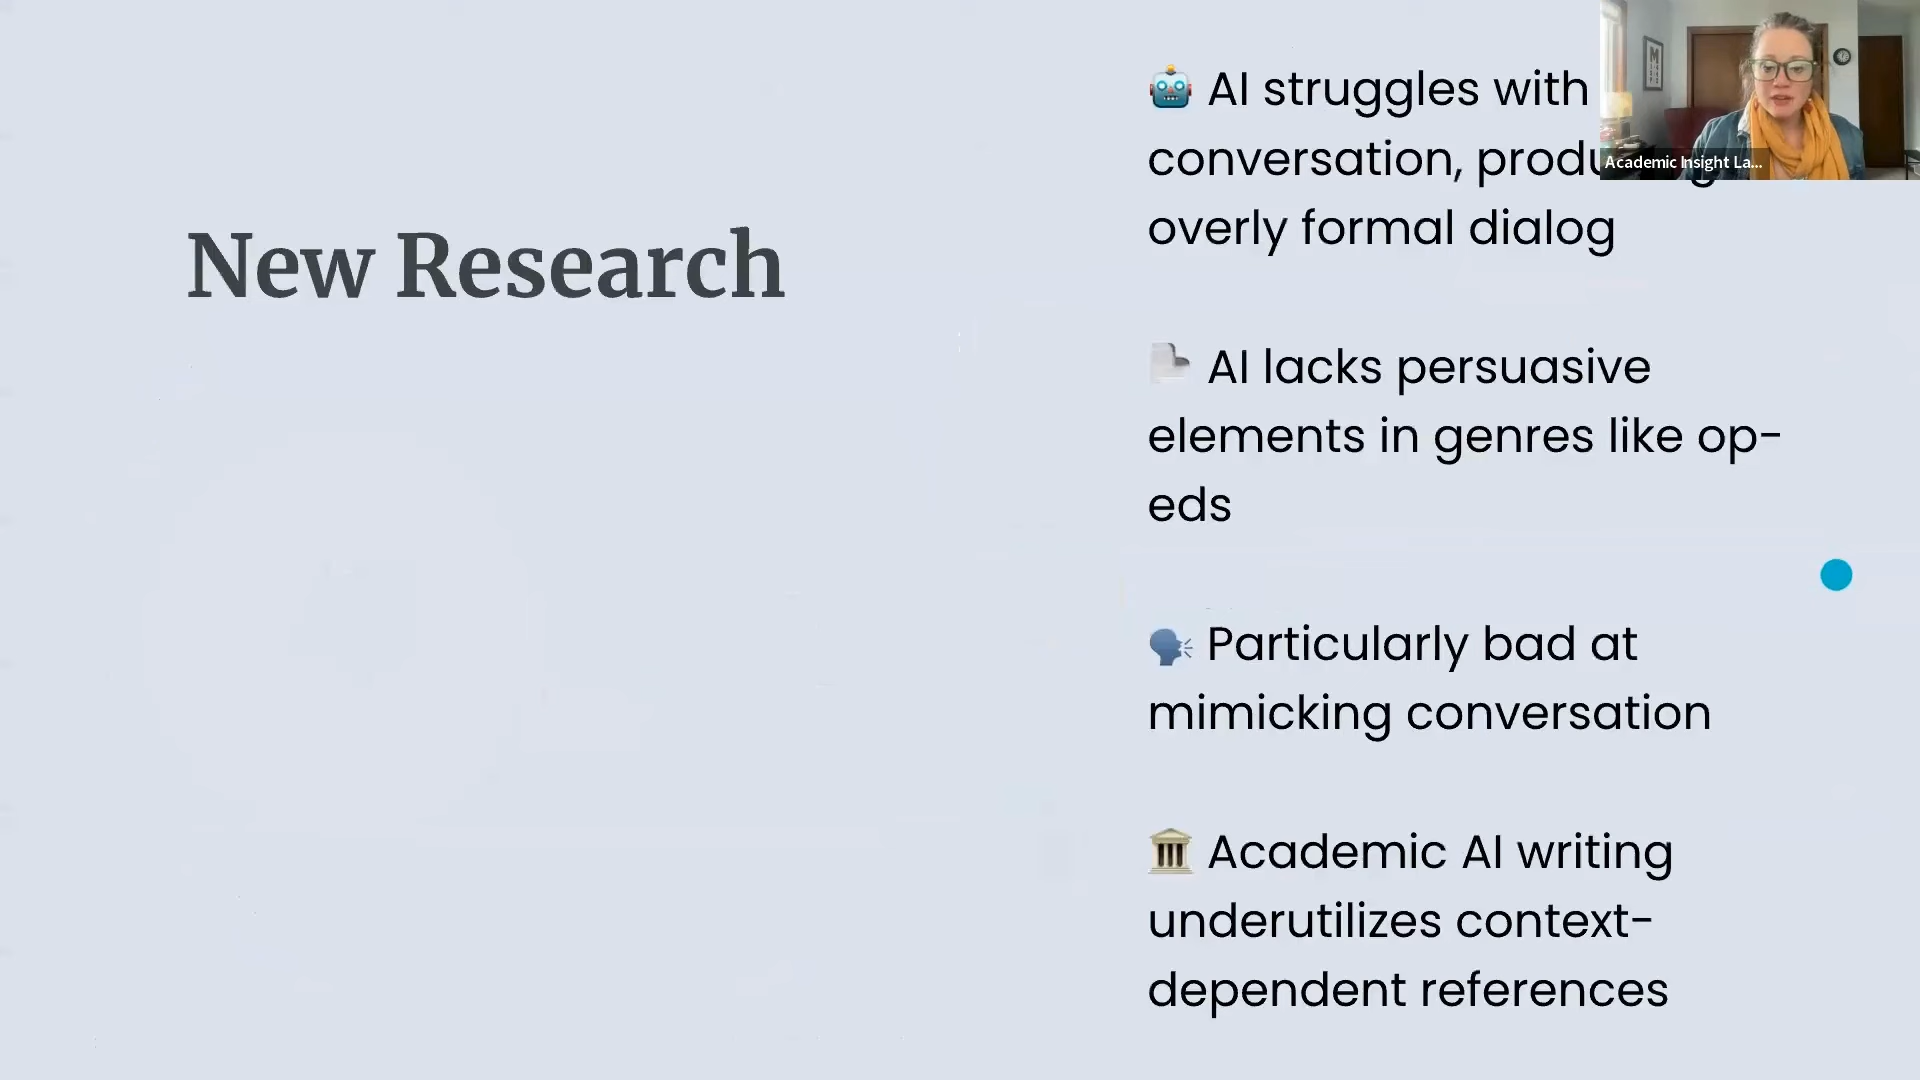 New Research
AI struggles with
conversation,
overly formal dialog
AI lacks persuasive
elements in genres like op-
eds
Particularly bad at
mimicking conversation
Academic AI writing
underutilizes context-
dependent references
Academic Insight La...